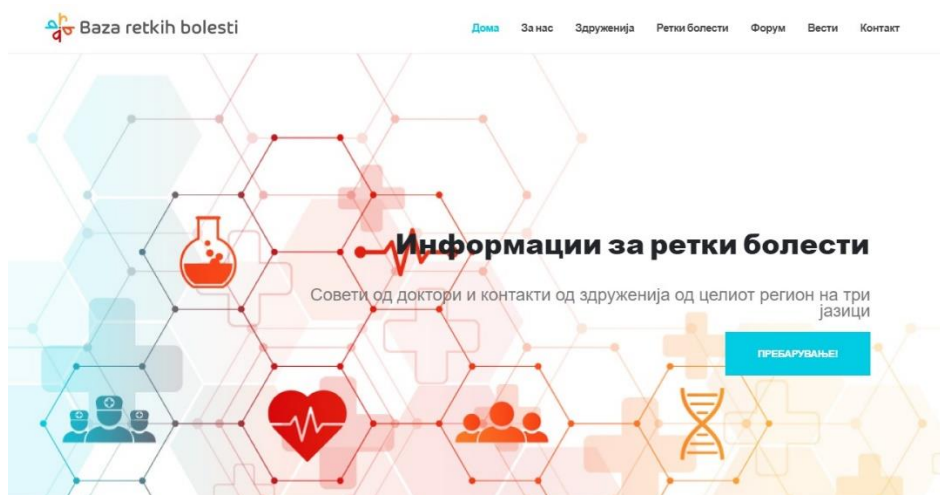 Baza retkih bolesti
Дома За нас Здруженија Ретки болести Форум Вести Контакт
Информации за ретки болести
Совети од доктори и контакти од здруженија од целиот регион на три
јазици
ПРЕБАРУВАЊЕ!